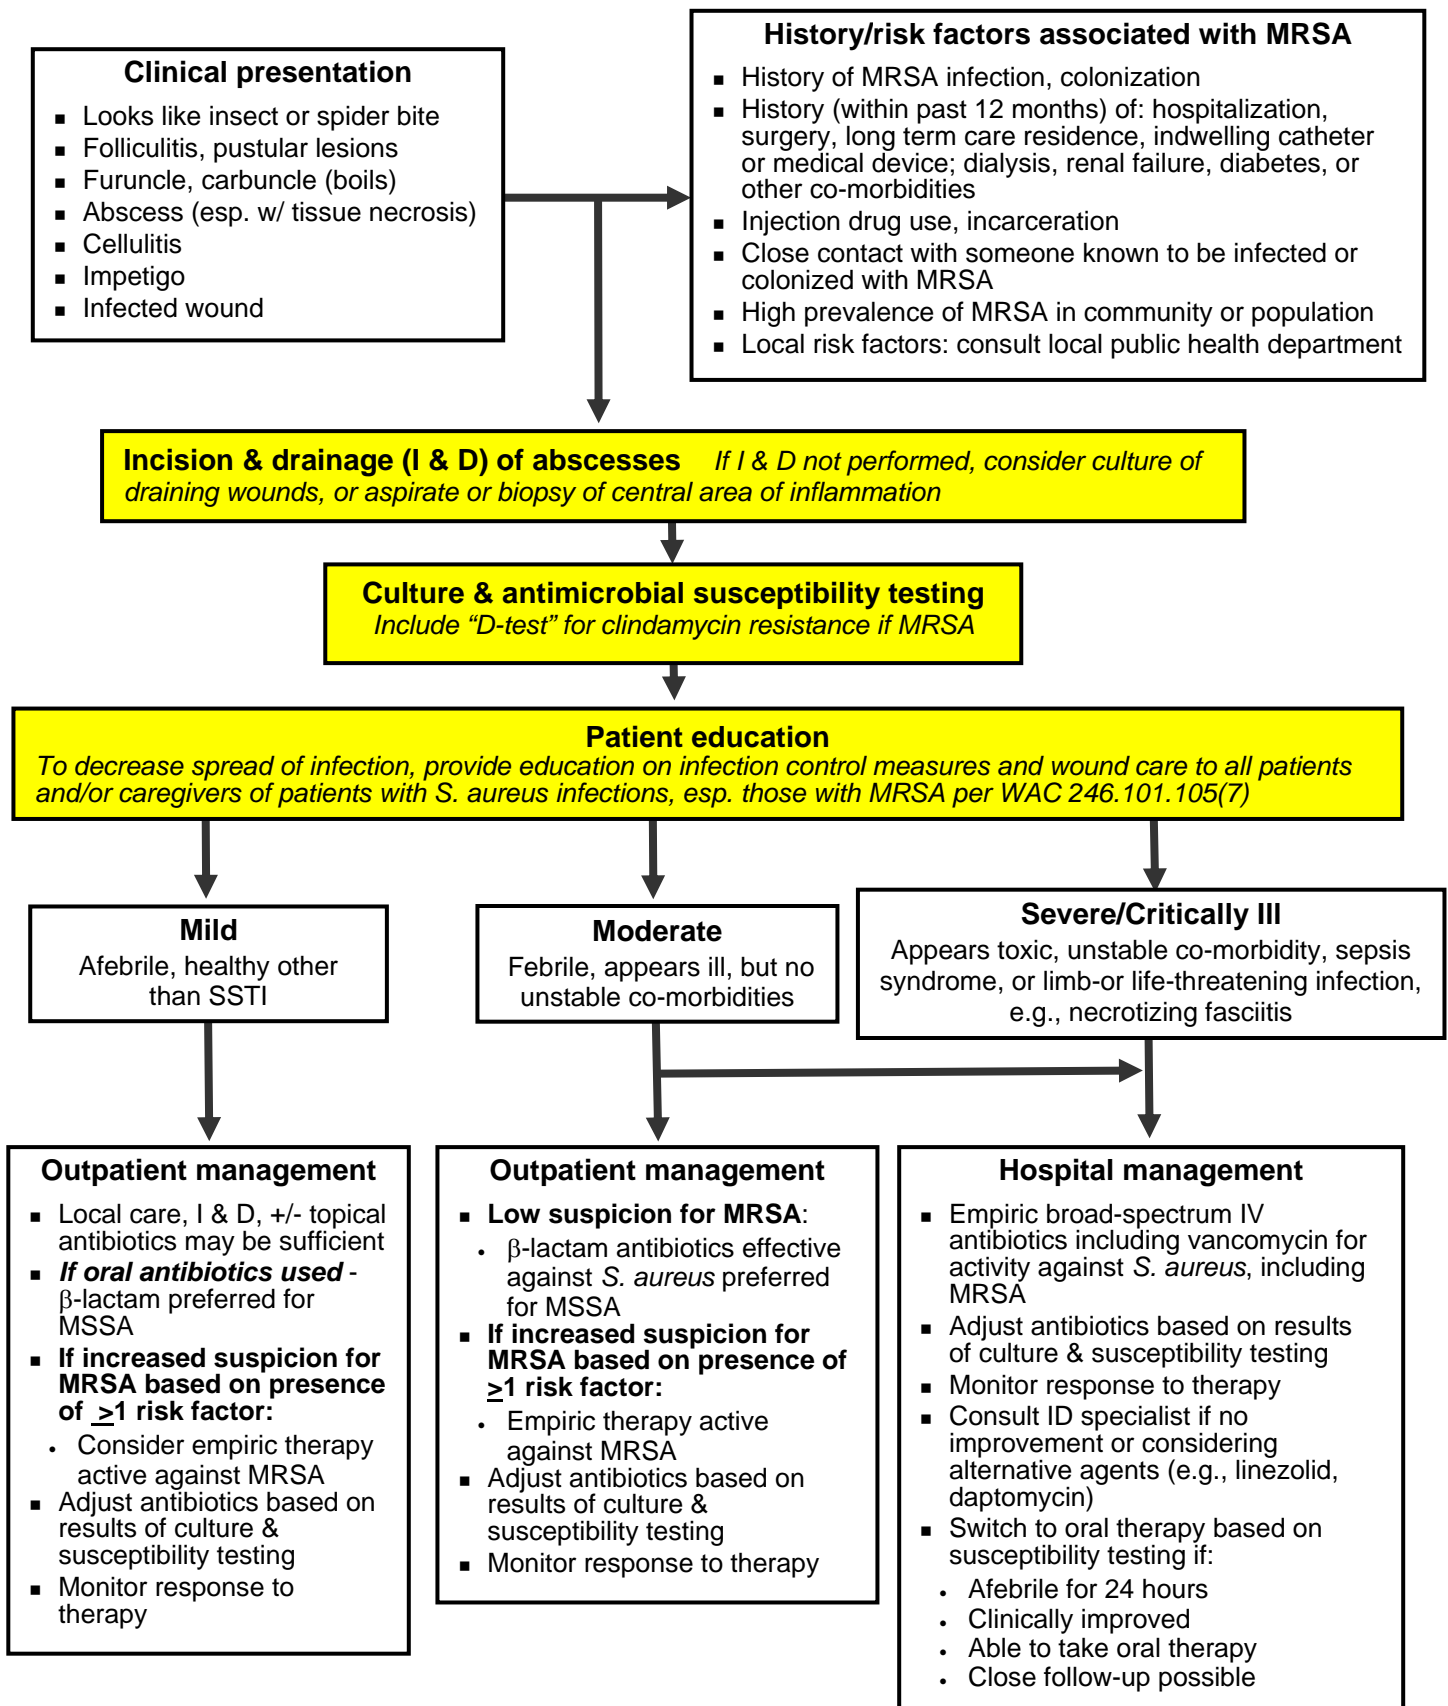 Clinical presentation
▪ Looks like insect or spider bite
▪ Folliculitis, pustular lesions
▪ Furuncle, carbuncle (boils)
▪ Abscess (esp. w/ tissue necrosis)
▪ Cellulitis
▪ Impetigo
▪ Infected wound
History/risk factors associated with MRSA
▪ History of MRSA infection, colonization
▪ History (within past 12 months) of: hospitalization,
surgery, long term care residence, indwelling catheter
or medical device; dialysis, renal failure, diabetes, or
other co-morbidities
▪ Injection drug use, incarceration
▪ Close contact with someone known to be infected or
colonized with MRSA
▪ High prevalence of MRSA in community or population
▪ Local risk factors: consult local public health department
Incision & drainage (I & D) of abscesses If I & D not performed, consider culture of
draining wounds, or aspirate or biopsy of central area of inflammation
Culture & antimicrobial susceptibility testing
Include “D-test” for clindamycin resistance if MRSA
Patient education
To decrease spread of infection, provide education on infection control measures and wound care to all patients
and/or caregivers of patients with S. aureus infections, esp. those with MRSA per WAC 246.101.105(7)
Mild
Afebrile, healthy other
than SSTI
Moderate
Febrile, appears ill, but no
unstable co-morbidities
Severe/Critically Ill
Appears toxic, unstable co-morbidity, sepsis
syndrome, or limb-or life-threatening infection,
e.g., necrotizing fasciitis
Outpatient management
▪ Local care, I & D, +/- topical
antibiotics may be sufficient
▪ If oral antibiotics used -
β-lactam preferred for
MSSA
▪ If increased suspicion for
MRSA based on presence
of ≥1 risk factor:
• Consider empiric therapy
active against MRSA
▪ Adjust antibiotics based on
results of culture &
susceptibility testing
▪ Monitor response to
therapy
Outpatient management
▪ Low suspicion for MRSA:
• β-lactam antibiotics effective
against S. aureus preferred
for MSSA
▪ If increased suspicion for
MRSA based on presence of
≥1 risk factor:
• Empiric therapy active
against MRSA
▪ Adjust antibiotics based on
results of culture &
susceptibility testing
▪ Monitor response to therapy
Hospital management
▪ Empiric broad-spectrum IV
antibiotics including vancomycin for
activity against S. aureus, including
MRSA
▪ Adjust antibiotics based on results
of culture & susceptibility testing
▪ Monitor response to therapy
▪ Consult ID specialist if no
improvement or considering
alternative agents (e.g., linezolid,
daptomycin)
▪ Switch to oral therapy based on
susceptibility testing if:
• Afebrile for 24 hours
• Clinically improved
• Able to take oral therapy
• Close follow-up possible